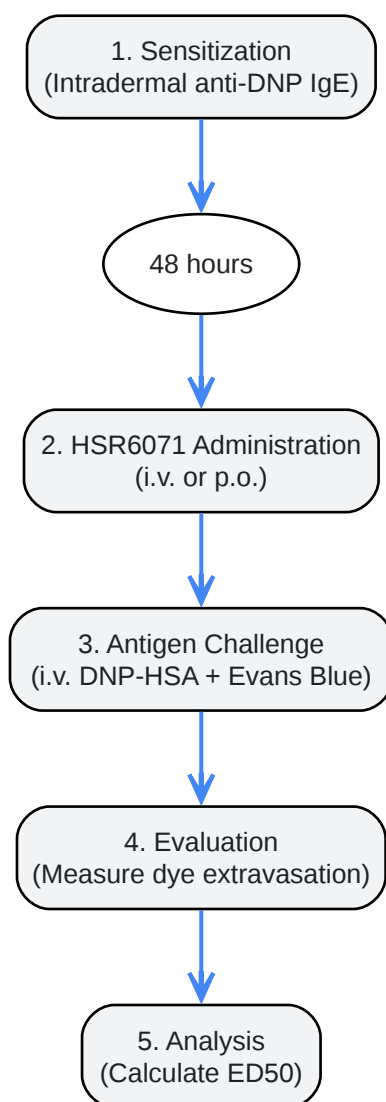 1. Sensitization
(Intradermal anti-DNP IgE)
48 hours
2. HSR6071 Administration
(i.v. or p.o.)
3. Antigen Challenge
(i.v. DNP-HSA + Evans Blue)
4. Evaluation
(Measure dye extravasation)
5. Analysis
(Calculate ED50)